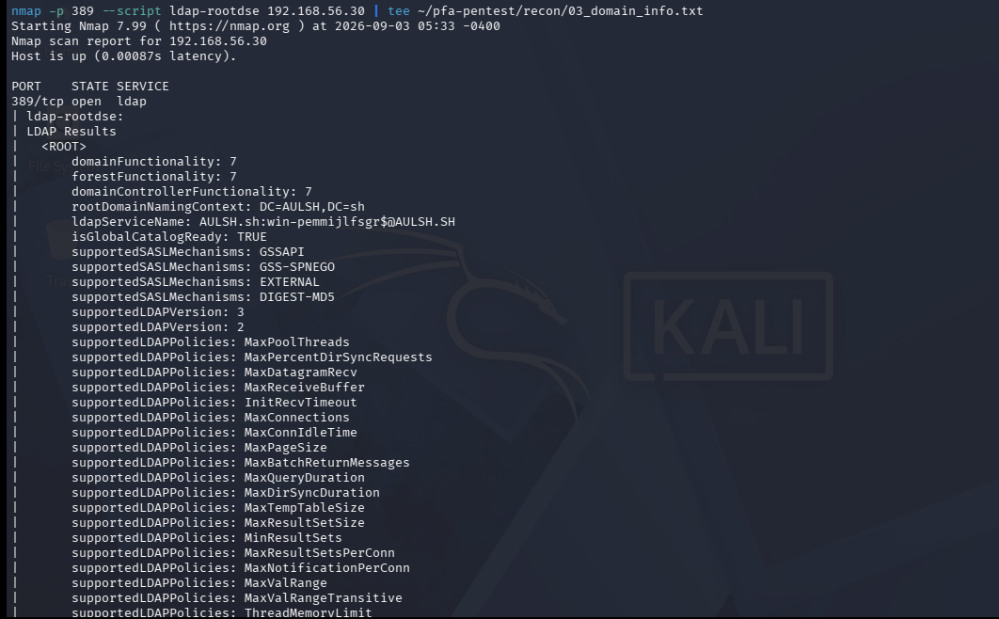 nmap -p 389 --script ldap-rootdse 192.168.56.30 | tee ~/pfa-pentest/recon/03_domain_info.txt
Starting Nmap 7.99 ( https://nmap.org ) at 2026-09-03 05:33 -0400
Nmap scan report for 192.168.56.30
Host is up (0.00087s latency).

PORT    STATE SERVICE
389/tcp open  ldap
| ldap-rootdse:
| LDAP Results
|   <ROOT>
|       domainFunctionality: 7
|       forestFunctionality: 7
|       domainControllerFunctionality: 7
|       rootDomainNamingContext: DC=AULSH,DC=sh
|       ldapServiceName: AULSH.sh:win-pemmijlfsgr$@AULSH.SH
|       isGlobalCatalogReady: TRUE
|       supportedSASLMechanisms: GSSAPI
|       supportedSASLMechanisms: GSS-SPNEGO
|       supportedSASLMechanisms: EXTERNAL
|       supportedSASLMechanisms: DIGEST-MD5
|       supportedLDAPVersion: 3
|       supportedLDAPVersion: 2
|       supportedLDAPPolicies: MaxPoolThreads
|       supportedLDAPPolicies: MaxPercentDirSyncRequests
|       supportedLDAPPolicies: MaxDatagramRecv
|       supportedLDAPPolicies: MaxReceiveBuffer
|       supportedLDAPPolicies: InitRecvTimeout
|       supportedLDAPPolicies: MaxConnections
|       supportedLDAPPolicies: MaxConnIdleTime
|       supportedLDAPPolicies: MaxPageSize
|       supportedLDAPPolicies: MaxBatchReturnMessages
|       supportedLDAPPolicies: MaxQueryDuration
|       supportedLDAPPolicies: MaxDirSyncDuration
|       supportedLDAPPolicies: MaxTempTableSize
|       supportedLDAPPolicies: MaxResultSetSize
|       supportedLDAPPolicies: MinResultSets
|       supportedLDAPPolicies: MaxResultSetsPerConn
|       supportedLDAPPolicies: MaxNotificationPerConn
|       supportedLDAPPolicies: MaxValRange
|       supportedLDAPPolicies: MaxValRangeTransitive
|       supportedLDAPPolicies: ThreadMemoryLimit
KALI